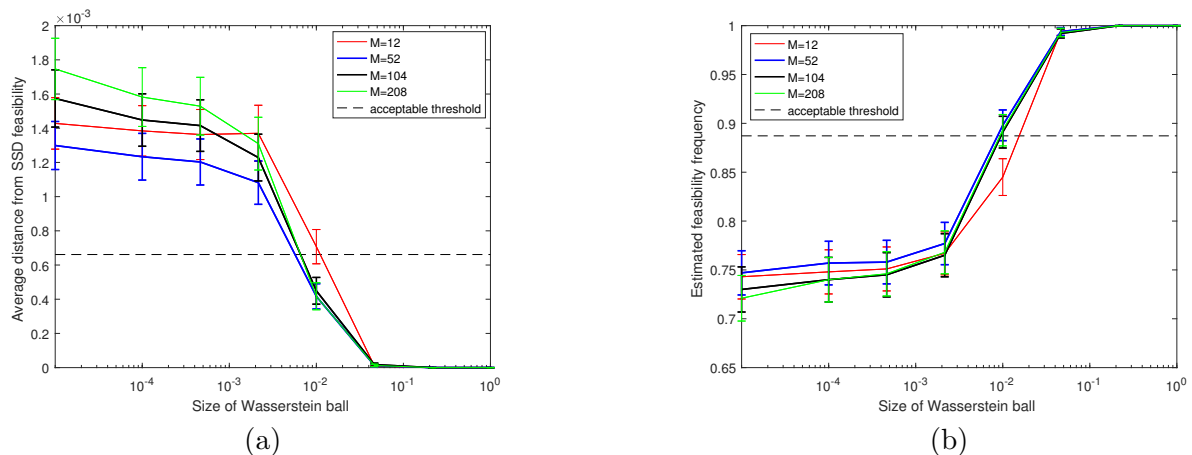 ×10⁻³
2
1.8
1.6
1.4
1.2
1
0.8
0.6
0.4
0.2
0
Average distance from SSD feasibility
M=12
M=52
M=104
M=208
acceptable threshold
10⁻⁴ 10⁻³ 10⁻² 10⁻¹ 10⁰
Size of Wasserstein ball
(a)
1
0.95
0.9
0.85
0.8
0.75
0.7
0.65
Estimated feasibility frequency
M=12
M=52
M=104
M=208
acceptable threshold
10⁻⁴ 10⁻³ 10⁻² 10⁻¹ 10⁰
Size of Wasserstein ball
(b)